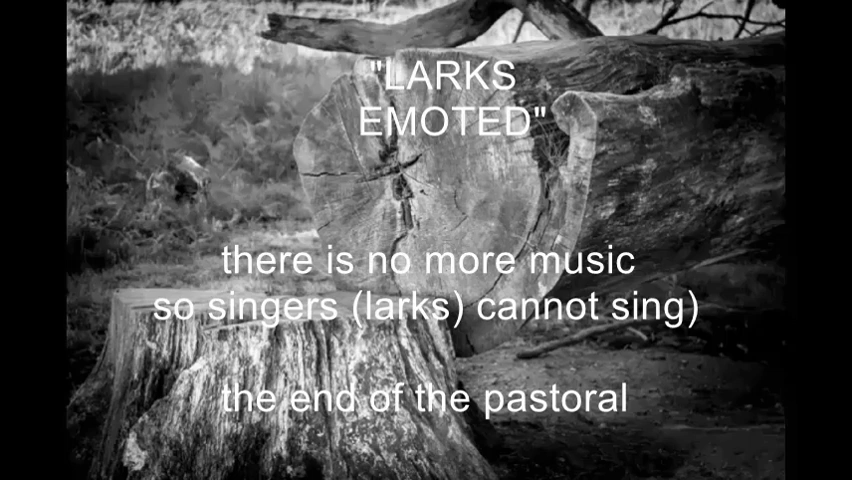 "LARKS
EMOTED"
there is no more music
so singers (larks) cannot sing)
the end of the pastoral